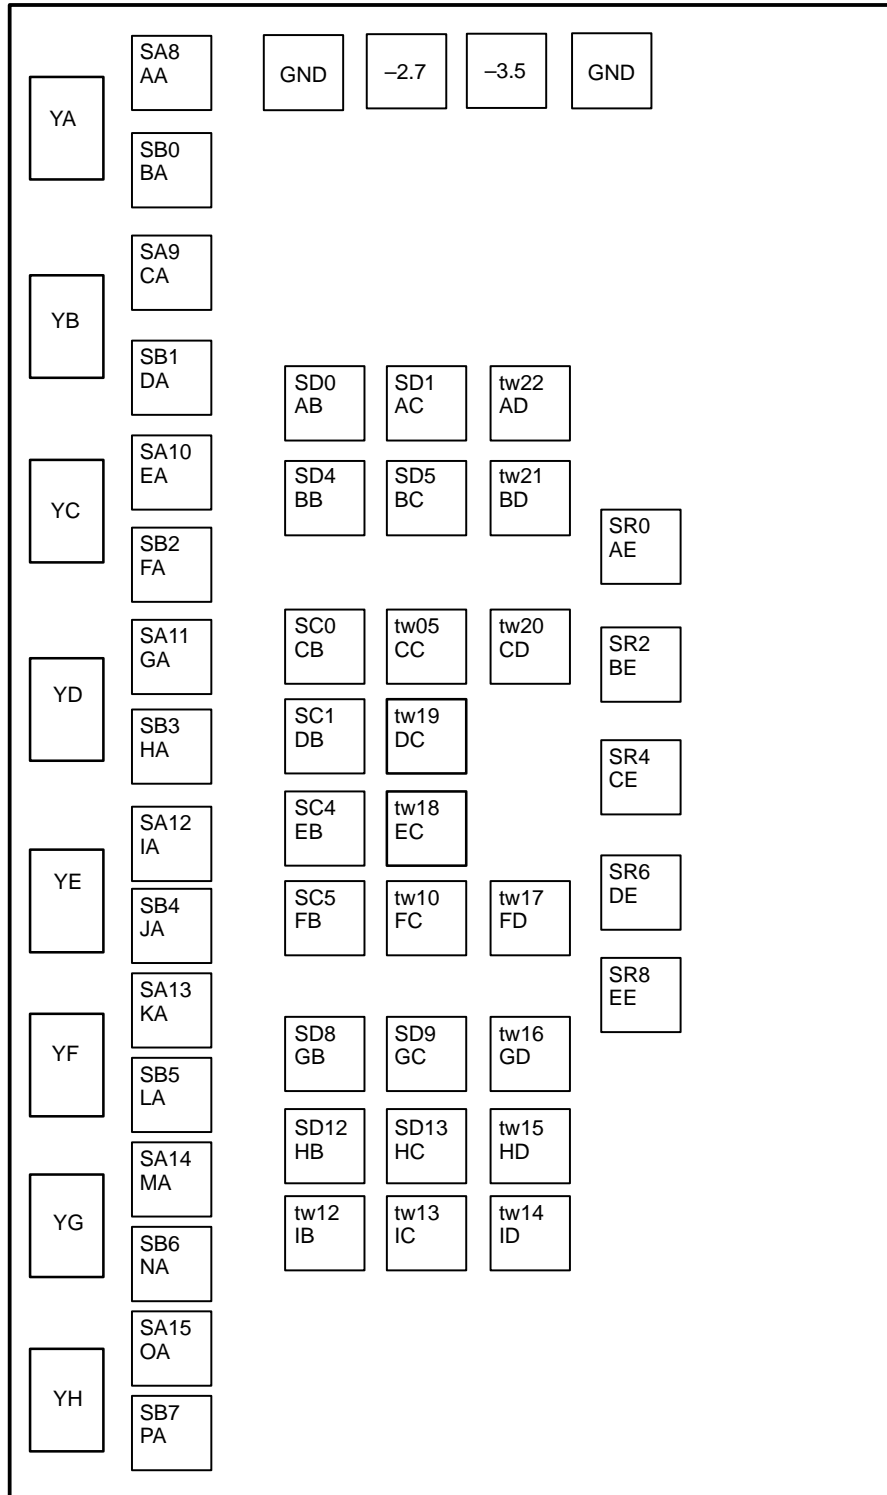 SA8
AA
GND
–2.7
–3.5
GND
YA
SB0
BA
SA9
CA
YB
SB1
DA
SD0
AB
SD1
AC
tw22
AD
SA10
EA
SD4
BB
SD5
BC
tw21
BD
YC
SR0
AE
SB2
FA
SA11
GA
SC0
CB
tw05
CC
tw20
CD
SR2
BE
YD
SB3
HA
SC1
DB
tw19
DC
SR4
CE
SA12
IA
SC4
EB
tw18
EC
YE
SR6
DE
SB4
JA
SC5
FB
tw10
FC
tw17
FD
SR8
EE
SA13
KA
YF
SD8
GB
SD9
GC
tw16
GD
SB5
LA
SD12
HB
SD13
HC
tw15
HD
SA14
MA
YG
tw12
IB
tw13
IC
tw14
ID
SB6
NA
SA15
OA
YH
SB7
PA